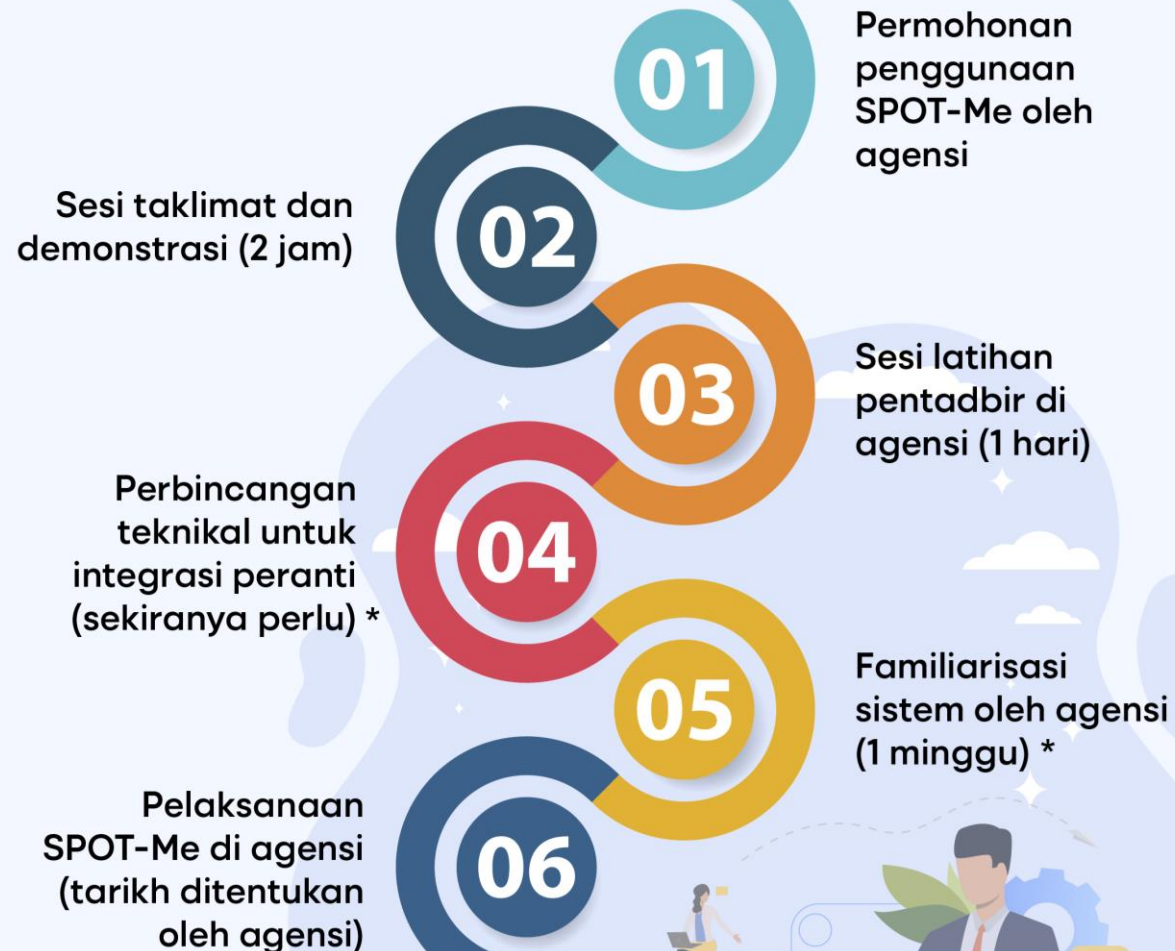 01
Permohonan
penggunaan
SPOT-Me oleh
agensi
02
Sesi taklimat dan
demonstrasi (2 jam)
03
Sesi latihan
pentadbir di
agensi (1 hari)
04
Perbincangan
teknikal untuk
integrasi peranti
(sekiranya perlu) *
05
Familiarisasi
sistem oleh agensi
(1 minggu) *
06
Pelaksanaan
SPOT-Me di agensi
(tarikh ditentukan
oleh agensi)